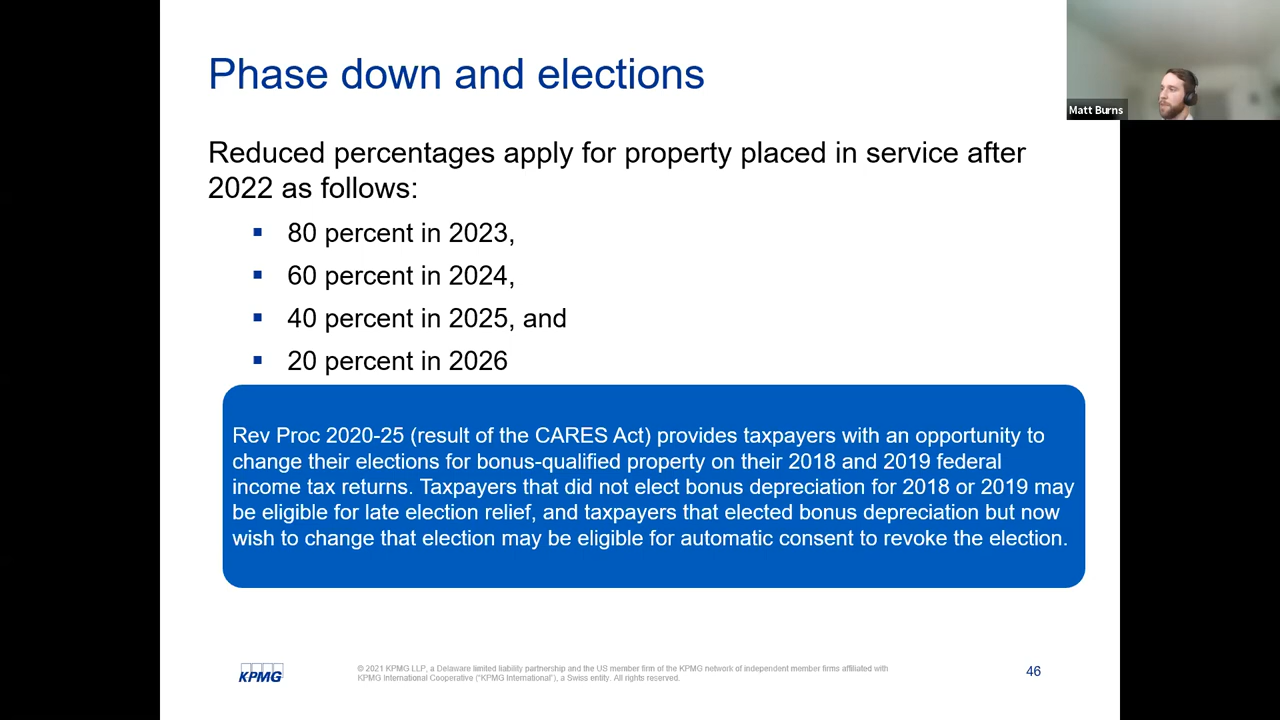 Phase down and elections
Matt Burns
Reduced percentages apply for property placed in service after
2022 as follows:
80 percent in 2023,
60 percent in 2024,
40 percent in 2025, and
20 percent in 2026
Rev Proc 2020-25 (result of the CARES Act) provides taxpayers with an opportunity to
change their elections for bonus-qualified property on their 2018 and 2019 federal
income tax returns. Taxpayers that did not elect bonus depreciation for 2018 or 2019 may
be eligible for late election relief, and taxpayers that elected bonus depreciation but now
wish to change that election may be eligible for automatic consent to revoke the election.
KPMG
© 2021 KPMG LLP, a Delaware limited liability partnership and the US member firm of the KPMG network of independent member firms affiliated with
KPMG International Cooperative ("KPMG International"), a Swiss entity. All rights reserved.
46